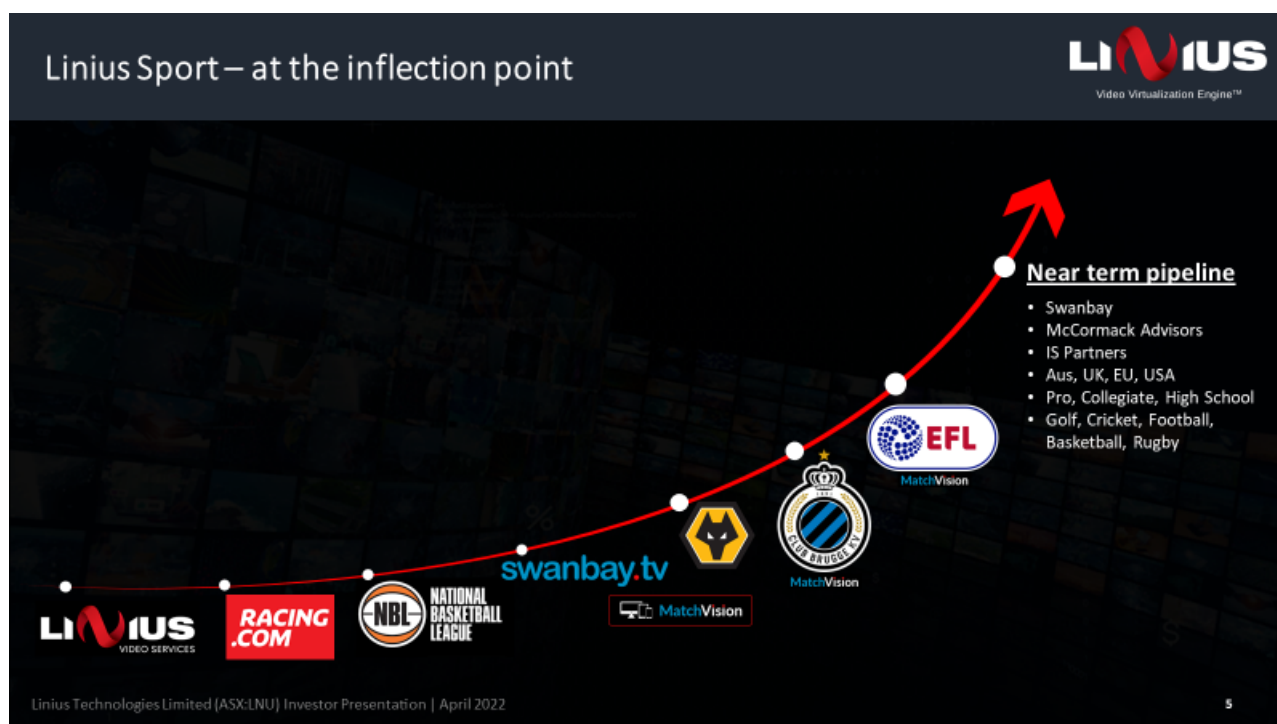 Linius Sport – at the inflection point
LINIUS
Video Virtualization Engine™
Near term pipeline
• Swanbay
• McCormack Advisors
• IS Partners
• Aus, UK, EU, USA
• Pro, Collegiate, High School
• Golf, Cricket, Football,
Basketball, Rugby
EFL
MatchVision
CLUB BRUGGE KV
MatchVision
swanbay.tv
MatchVision
NBL
NATIONAL
BASKETBALL
LEAGUE
RACING
.COM
LINIUS
VIDEO SERVICES
%
$
Linius Technologies Limited (ASX:LNU) Investor Presentation | April 2022
5